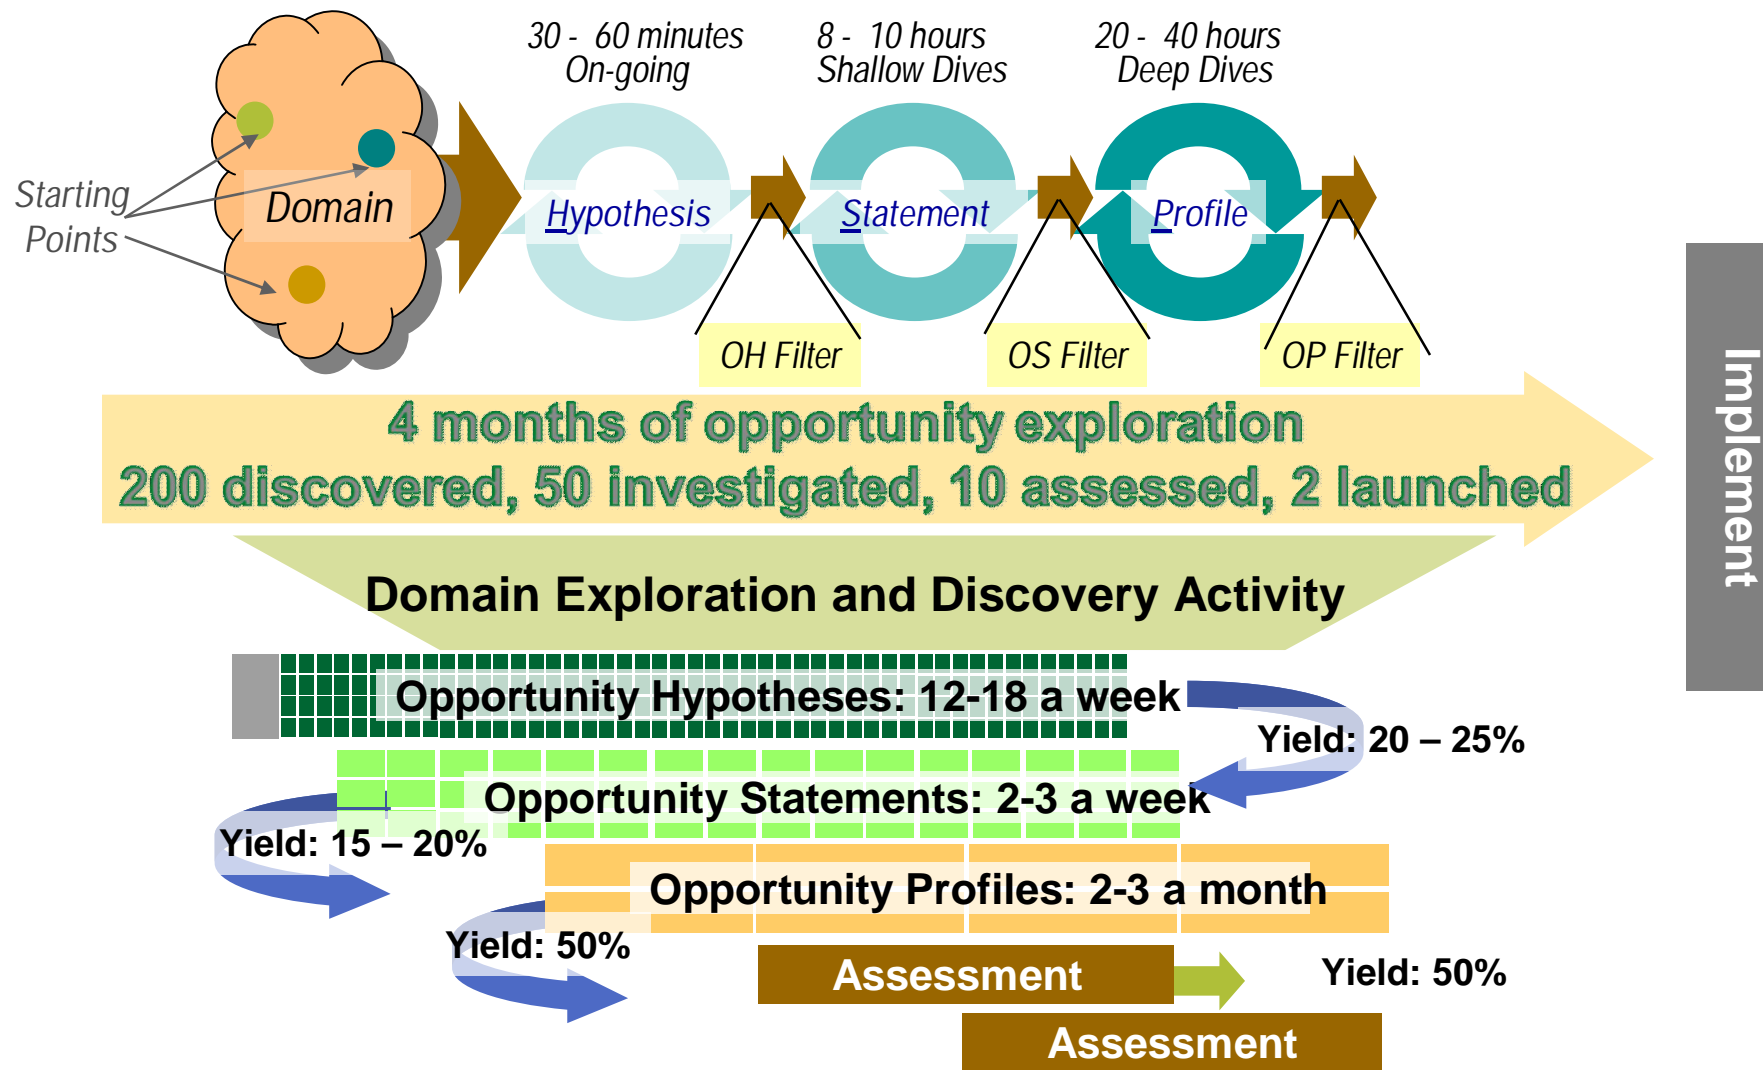 30 - 60 minutes
On-going
8 - 10 hours
Shallow Dives
20 - 40 hours
Deep Dives
Starting
Points
Domain
Hypothesis
Statement
Profile
OH Filter
OS Filter
OP Filter
4 months of opportunity exploration
200 discovered, 50 investigated, 10 assessed, 2 launched
Implement
Domain Exploration and Discovery Activity
Opportunity Hypotheses: 12-18 a week
Yield: 20 – 25%
Opportunity Statements: 2-3 a week
Yield: 15 – 20%
Opportunity Profiles: 2-3 a month
Yield: 50%
Assessment
Yield: 50%
Assessment